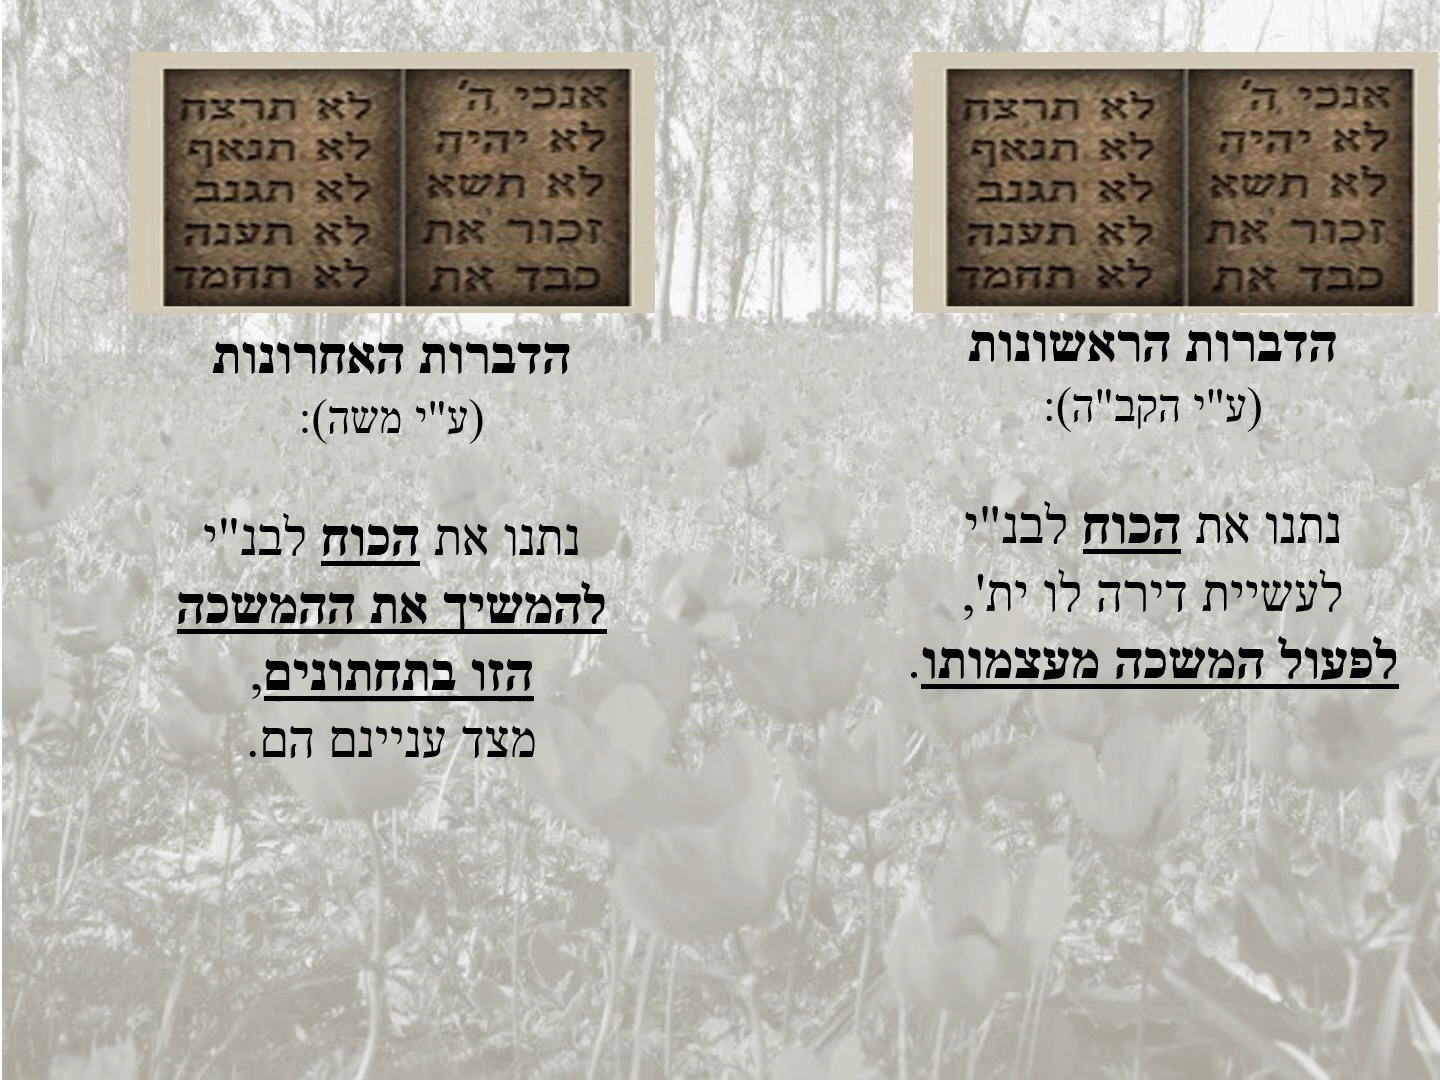 אנכי ה'
לא יהיה
לא תשא
זכור את
כבד את
לא תרצח
לא תנאף
לא תגנב
לא תענה
לא תחמד
הדברות הראשונות
(ע"י הקב"ה):
נתנו את הכוח לבנ"י
לעשיית דירה לו ית',
לפעול המשכה מעצמותו.
אנכי ה'
לא יהיה
לא תשא
זכור את
כבד את
לא תרצח
לא תנאף
לא תגנב
לא תענה
לא תחמד
הדברות האחרונות
(ע"י משה):
נתנו את הכוח לבנ"י
להמשיך את ההמשכה
הזו בתחתונים,
מצד עניינם הם.